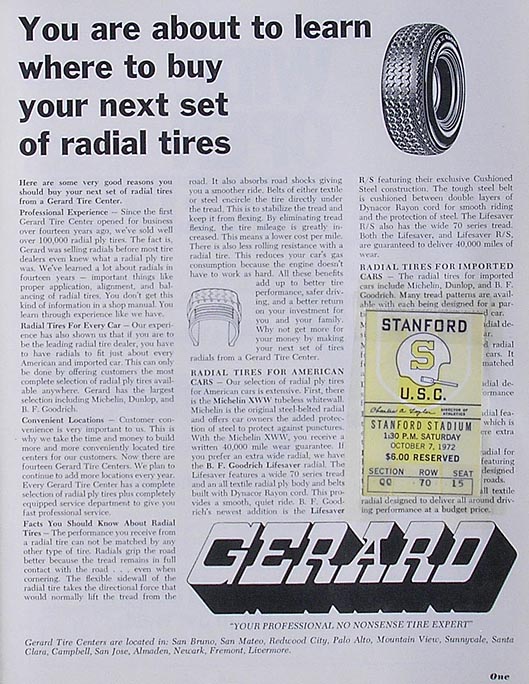 You are about to learn
where to buy
your next set
of radial tires
Here are some very good reasons you
should buy your next set of radial tires
from a Gerard Tire Center.
Professional Experience – Since the first
Gerard Tire Center opened for business
over fourteen years ago, we've sold well
over 100,000 radial ply tires. The fact is,
Gerard was selling radials before most tire
dealers even knew what a radial ply tire
was. We've learned a lot about radials in
fourteen years – important things like
proper application, alignment, and bal-
ancing of radial tires. You don't get this
kind of information in a shop manual. You
learn through experience like we have.
Radial Tires For Every Car – Our experi-
ence has also shown us that if you are to
be the leading radial tire dealer, you have
to have radials to fit just about every
American and imported car. This can only
be done by offering customers the most
complete selection of radial ply tires avail-
able anywhere. Gerard has the largest
selection including Michelin, Dunlop, and
B. F. Goodrich.
Convenient Locations – Customer con-
venience is very important to us. This is
why we take the time and money to build
more and more conveniently located tire
centers for our customers. Now there are
fourteen Gerard Tire Centers. We plan to
continue to add more locations every year.
Every Gerard Tire Center has a complete
selection of radial ply tires plus completely
equipped service department to give you
fast professional service.
Facts You Should Know About Radial
Tires – The performance you receive from
a radial tire can not be matched by any
other type of tire. Radials grip the road
better because the tread remains in full
contact with the road . . . even when
cornering. The flexible sidewall of the
radial tire takes the directional force that
would normally lift the tread from the
road. It also absorbs road shocks giving
you a smoother ride. Belts of either textile
or steel encircle the tire directly under
the tread. This is to stabilize the tread and
keep it from flexing. By eliminating tread
flexing, the tire mileage is greatly in-
creased. This means a lower cost per mile.
There is also less rolling resistance with a
radial tire. This reduces your car's gas
consumption because the engine doesn't
have to work as hard. All these benefits
add up to better tire
performance, safer driv-
ing, and a better return
on your investment for
you and your family.
Why not get more for
your money by making
your next set of tires
radials from a Gerard Tire Center.
RADIAL TIRES FOR AMERICAN
CARS – Our selection of radial ply tires
for American cars is extensive. First, there
is the Michelin XWW tubeless whitewall.
Michelin is the original steel-belted radial
and offers car owners the added protec-
tion of steel to protect against punctures.
With the Michelin XWW, you receive a
written 40,000 mile wear guarantee. If
you prefer an extra wide radial, we have
the B. F. Goodrich Lifesaver radial. The
Lifesaver features a wide 70 series tread
and an all textile radial ply body and belts
built with Dynacor Rayon cord. This pro-
vides a smooth, quiet ride. B. F. Good-
rich's newest addition is the Lifesaver
R/S featuring their exclusive Cushioned
Steel construction. The tough steel belt
is cushioned between double layers of
Dynacor Rayon cord for smooth riding
and the protection of steel. The Lifesaver
R/S also has the wide 70 series tread.
Both the Lifesaver, and Lifesaver R/S,
are guaranteed to deliver 40,000 miles of
wear.
RADIAL TIRES FOR IMPORTED
CARS – The radial tires for imported
cars include Michelin, Dunlop, and B. F.
Goodrich. Many tread patterns are avail-
able with each being designed for a par-
STANFORD
S
U.S.C.
Charles A. Taylor DIRECTOR OF
ATHLETICS
STANFORD STADIUM
1:30 P.M. SATURDAY
OCTOBER 7, 1972
$6.00 RESERVED
SECTION ROW SEAT
QQ 70 15
all textile
radial designed to deliver all around driv-
ing performance at a budget price.
GERARD
"YOUR PROFESSIONAL NO NONSENSE TIRE EXPERT"
Gerard Tire Centers are located in: San Bruno, San Mateo, Redwood City, Palo Alto, Mountain View, Sunnyvale, Santa
Clara, Campbell, San Jose, Almaden, Newark, Fremont, Livermore.
One